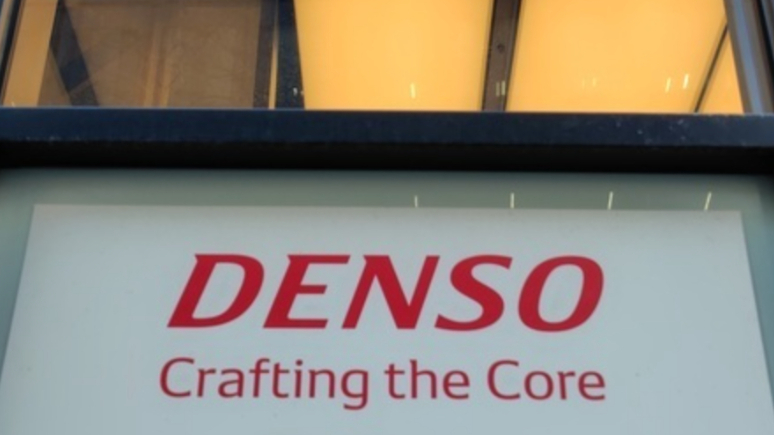 DENSO
Crafting the Core